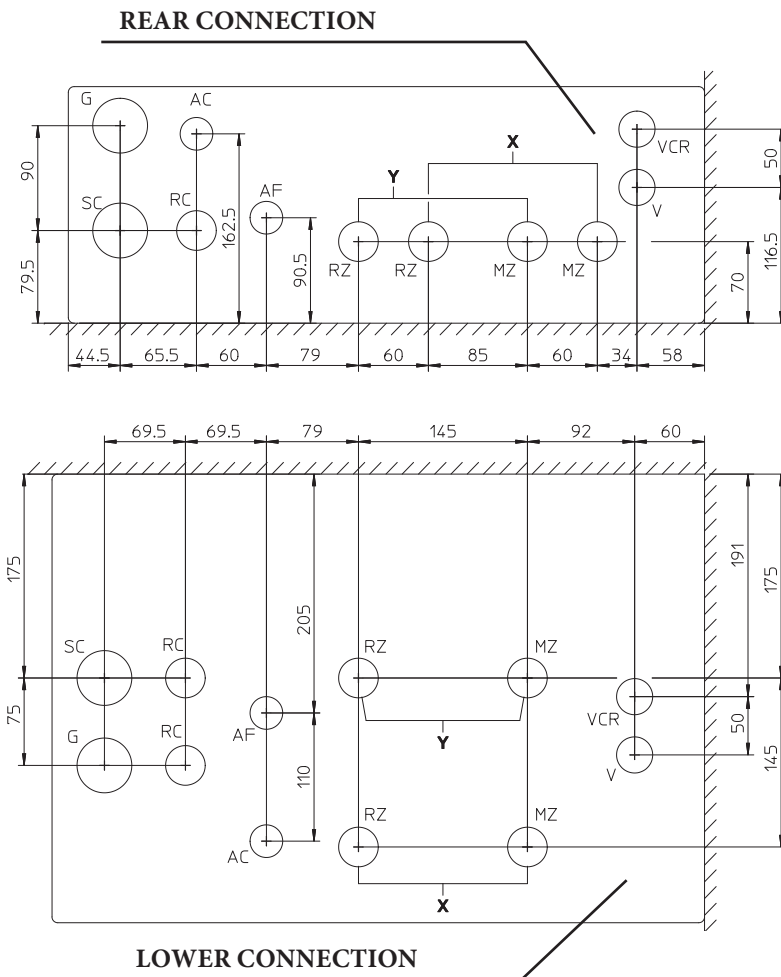 REAR CONNECTION
G
AC
VCR
X
50
90
Y
SC
RC
AF
V
162.5
116.5
79.5
90.5
RZ
RZ
MZ
MZ
70
44.5
65.5
60
79
60
85
60
34
58
69.5
69.5
79
145
92
60
175
205
191
175
SC
RC
RZ
MZ
VCR
AF
Y
75
G
RC
50
V
110
145
RZ
MZ
AC
X
LOWER CONNECTION